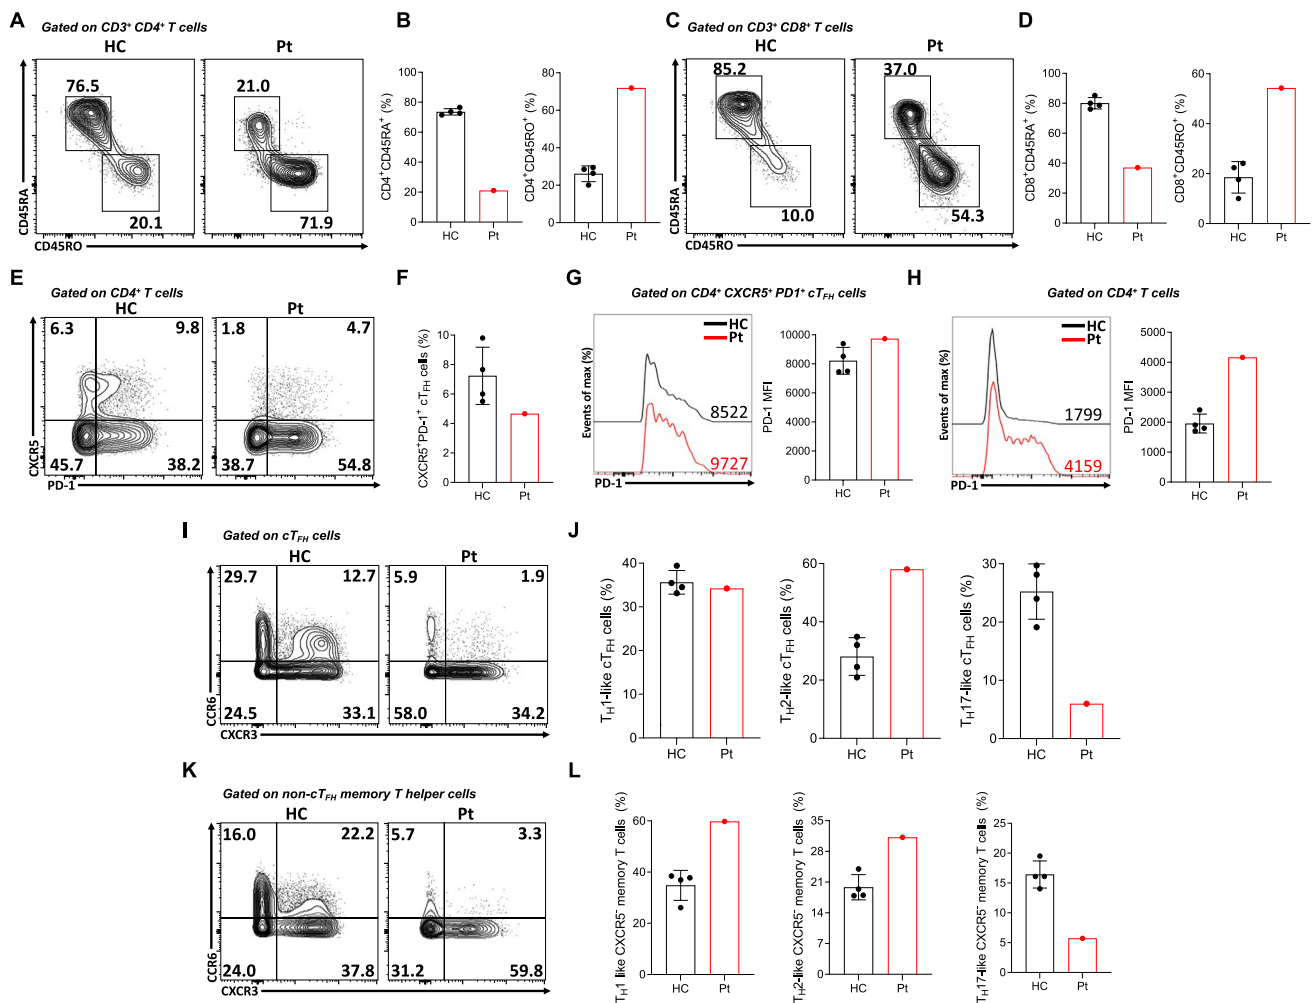 A
Gated on CD3⁺ CD4⁺ T cells
HC
Pt
76.5
20.1
21.0
71.9
CD45RA
CD45RO
B
CD4⁺CD45RA⁺ (%)
100
80
60
40
20
0
HC
Pt
CD4⁺CD45RO⁺ (%)
80
60
40
20
0
HC
Pt
C
Gated on CD3⁺ CD8⁺ T cells
HC
Pt
85.2
10.0
37.0
54.3
CD45RA
CD45RO
D
CD8⁺CD45RA⁺ (%)
100
80
60
40
20
0
HC
Pt
CD8⁺CD45RO⁺ (%)
60
40
20
0
HC
Pt
E
Gated on CD4⁺ T cells
HC
Pt
6.3
9.8
45.7
38.2
1.8
4.7
38.7
54.8
CXCR5
PD-1
F
CXCR5⁺PD-1⁺ cTFH cells (%)
10
8
6
4
2
0
HC
Pt
G
Gated on CD4⁺ CXCR5⁺ PD1⁺ cTFH cells
HC
Pt
8522
9727
Events of max (%)
PD-1
PD-1 MFI
10000
8000
6000
4000
2000
0
HC
Pt
H
Gated on CD4⁺ T cells
HC
Pt
1799
4159
Events of max (%)
PD-1
PD-1 MFI
5000
4000
3000
2000
1000
0
HC
Pt
I
Gated on cTFH cells
HC
Pt
29.7
12.7
24.5
33.1
5.9
1.9
58.0
34.2
CCR6
CXCR3
J
TH1-like cTFH cells (%)
40
30
20
10
0
HC
Pt
TH2-like cTFH cells (%)
60
40
20
0
HC
Pt
TH17-like cTFH cells (%)
30
20
10
0
HC
Pt
K
Gated on non-cTFH memory T helper cells
HC
Pt
16.0
22.2
24.0
37.8
5.7
3.3
31.2
59.8
CCR6
CXCR3
L
TH1 like CXCR5⁻ memory T cells (%)
60
40
20
0
HC
Pt
TH2-like CXCR5⁻ memory T cells (%)
35
28
21
14
7
0
HC
Pt
TH17-like CXCR5⁻ memory T cells (%)
25
20
15
10
5
0
HC
Pt